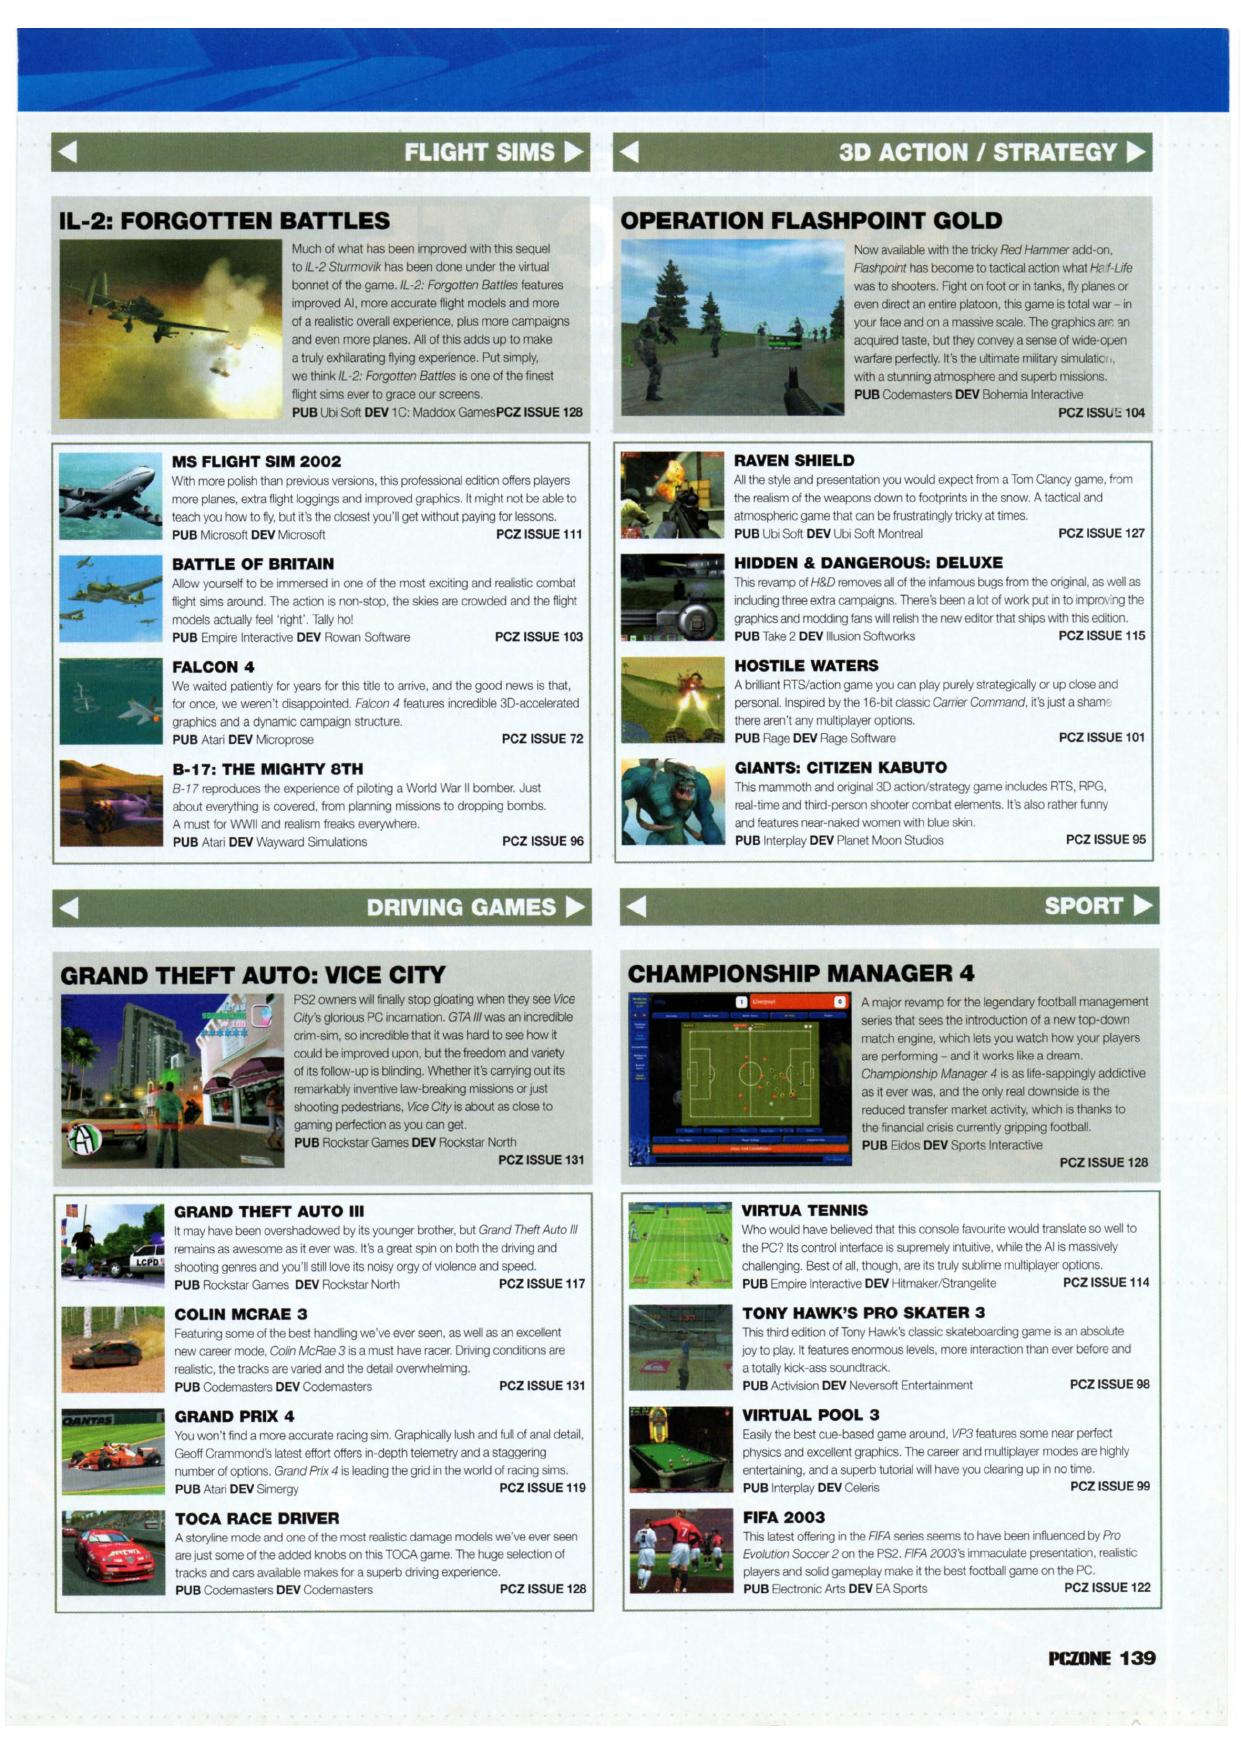 FLIGHT SIMS
IL-2: FORGOTTEN BATTLES
Much of what has been improved with this sequel
to IL-2 Sturmovik has been done under the virtual
bonnet of the game. IL-2: Forgotten Battles features
improved AI, more accurate flight models and more
of a realistic overall experience, plus more campaigns
and even more planes. All of this adds up to make
a truly exhilarating flying experience. Put simply,
we think IL-2: Forgotten Battles is one of the finest
flight sims ever to grace our screens.
PUB Ubi Soft DEV 1C: Maddox Games PCZ ISSUE 128
MS FLIGHT SIM 2002
With more polish than previous versions, this professional edition offers players
more planes, extra flight loggings and improved graphics. It might not be able to
teach you how to fly, but it's the closest you'll get without paying for lessons.
PUB Microsoft DEV Microsoft PCZ ISSUE 111
BATTLE OF BRITAIN
Allow yourself to be immersed in one of the most exciting and realistic combat
flight sims around. The action is non-stop, the skies are crowded and the flight
models actually feel 'right'. Tally ho!
PUB Empire Interactive DEV Rowan Software PCZ ISSUE 103
FALCON 4
We waited patiently for years for this title to arrive, and the good news is that,
for once, we weren't disappointed. Falcon 4 features incredible 3D-accelerated
graphics and a dynamic campaign structure.
PUB Atari DEV Microprose PCZ ISSUE 72
B-17: THE MIGHTY 8TH
B-17 reproduces the experience of piloting a World War II bomber. Just
about everything is covered, from planning missions to dropping bombs.
A must for WWII and realism freaks everywhere.
PUB Atari DEV Wayward Simulations PCZ ISSUE 96
3D ACTION / STRATEGY
OPERATION FLASHPOINT GOLD
Now available with the tricky Red Hammer add-on,
Flashpoint has become to tactical action what Half-Life
was to shooters. Fight on foot or in tanks, fly planes or
even direct an entire platoon, this game is total war – in
your face and on a massive scale. The graphics are an
acquired taste, but they convey a sense of wide-open
warfare perfectly. It's the ultimate military simulation,
with a stunning atmosphere and superb missions.
PUB Codemasters DEV Bohemia Interactive
PCZ ISSUE 104
RAVEN SHIELD
All the style and presentation you would expect from a Tom Clancy game, from
the realism of the weapons down to footprints in the snow. A tactical and
atmospheric game that can be frustratingly tricky at times.
PUB Ubi Soft DEV Ubi Soft Montreal PCZ ISSUE 127
HIDDEN & DANGEROUS: DELUXE
This revamp of H&D removes all of the infamous bugs from the original, as well as
including three extra campaigns. There's been a lot of work put in to improving the
graphics and modding fans will relish the new editor that ships with this edition.
PUB Take 2 DEV Illusion Softworks PCZ ISSUE 115
HOSTILE WATERS
A brilliant RTS/action game you can play purely strategically or up close and
personal. Inspired by the 16-bit classic Carrier Command, it's just a shame
there aren't any multiplayer options.
PUB Rage DEV Rage Software PCZ ISSUE 101
GIANTS: CITIZEN KABUTO
This mammoth and original 3D action/strategy game includes RTS, RPG,
real-time and third-person shooter combat elements. It's also rather funny
and features near-naked women with blue skin.
PUB Interplay DEV Planet Moon Studios PCZ ISSUE 95
DRIVING GAMES
GRAND THEFT AUTO: VICE CITY
PS2 owners will finally stop gloating when they see Vice
City's glorious PC incarnation. GTA III was an incredible
crim-sim, so incredible that it was hard to see how it
could be improved upon, but the freedom and variety
of its follow-up is blinding. Whether it's carrying out its
remarkably inventive law-breaking missions or just
shooting pedestrians, Vice City is about as close to
gaming perfection as you can get.
PUB Rockstar Games DEV Rockstar North
PCZ ISSUE 131
GRAND THEFT AUTO III
It may have been overshadowed by its younger brother, but Grand Theft Auto III
remains as awesome as it ever was. It's a great spin on both the driving and
shooting genres and you'll still love its noisy orgy of violence and speed.
PUB Rockstar Games DEV Rockstar North PCZ ISSUE 117
LCPD
COLIN MCRAE 3
Featuring some of the best handling we've ever seen, as well as an excellent
new career mode, Colin McRae 3 is a must have racer. Driving conditions are
realistic, the tracks are varied and the detail overwhelming.
PUB Codemasters DEV Codemasters PCZ ISSUE 131
QANTAS
GRAND PRIX 4
You won't find a more accurate racing sim. Graphically lush and full of anal detail,
Geoff Crammond's latest effort offers in-depth telemetry and a staggering
number of options. Grand Prix 4 is leading the grid in the world of racing sims.
PUB Atari DEV Simergy PCZ ISSUE 119
TOCA RACE DRIVER
A storyline mode and one of the most realistic damage models we've ever seen
are just some of the added knobs on this TOCA game. The huge selection of
tracks and cars available makes for a superb driving experience.
PUB Codemasters DEV Codemasters PCZ ISSUE 128
SPORT
CHAMPIONSHIP MANAGER 4
A major revamp for the legendary football management
series that sees the introduction of a new top-down
match engine, which lets you watch how your players
are performing – and it works like a dream.
Championship Manager 4 is as life-sappingly addictive
as it ever was, and the only real downside is the
reduced transfer market activity, which is thanks to
the financial crisis currently gripping football.
PUB Eidos DEV Sports Interactive
PCZ ISSUE 128
Liverpool
VIRTUA TENNIS
Who would have believed that this console favourite would translate so well to
the PC? Its control interface is supremely intuitive, while the AI is massively
challenging. Best of all, though, are its truly sublime multiplayer options.
PUB Empire Interactive DEV Hitmaker/Strangelite PCZ ISSUE 114
TONY HAWK'S PRO SKATER 3
This third edition of Tony Hawk's classic skateboarding game is an absolute
joy to play. It features enormous levels, more interaction than ever before and
a totally kick-ass soundtrack.
PUB Activision DEV Neversoft Entertainment PCZ ISSUE 98
VIRTUAL POOL 3
Easily the best cue-based game around, VP3 features some near perfect
physics and excellent graphics. The career and multiplayer modes are highly
entertaining, and a superb tutorial will have you clearing up in no time.
PUB Interplay DEV Celeris PCZ ISSUE 99
FIFA 2003
This latest offering in the FIFA series seems to have been influenced by Pro
Evolution Soccer 2 on the PS2. FIFA 2003's immaculate presentation, realistic
players and solid gameplay make it the best football game on the PC.
PUB Electronic Arts DEV EA Sports PCZ ISSUE 122
PCZONE 139